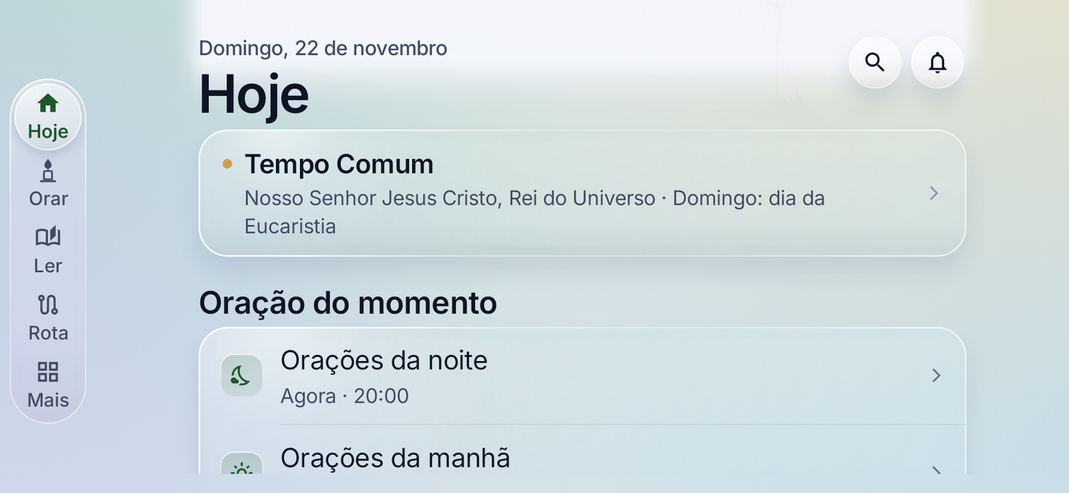 Domingo, 22 de novembro
Hoje
Hoje
Orar
Ler
Rota
Mais
Tempo Comum
Nosso Senhor Jesus Cristo, Rei do Universo · Domingo: dia da
Eucaristia
Oração do momento
Orações da noite
Agora · 20:00
Orações da manhã